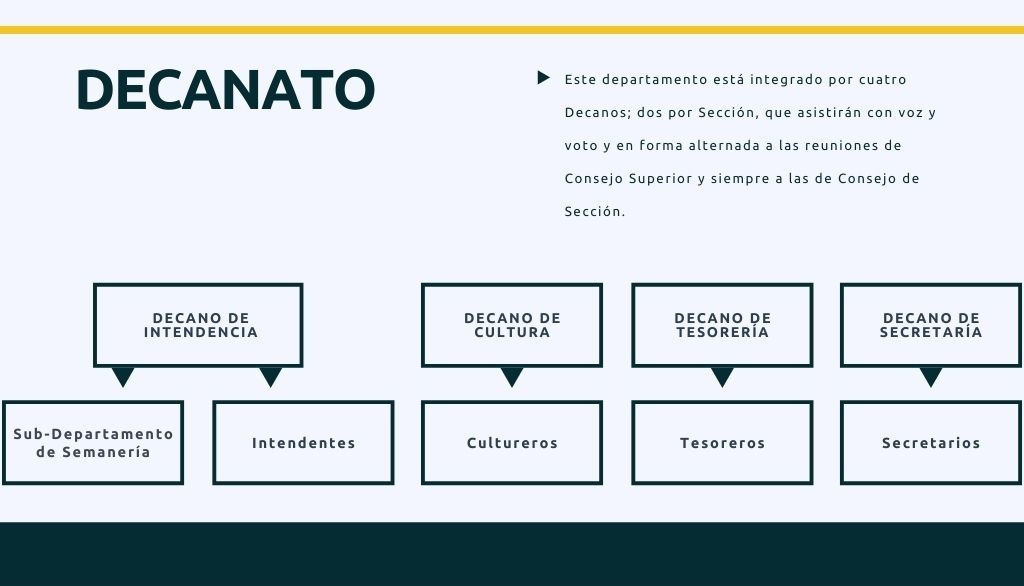 DECANATO
Este departamento está integrado por cuatro
Decanos; dos por Sección, que asistirán con voz y
voto y en forma alternada a las reuniones de
Consejo Superior y siempre a las de Consejo de
Sección.
DECANO DE
INTENDENCIA
DECANO DE
CULTURA
DECANO DE
TESORERÍA
DECANO DE
SECRETARÍA
Sub-Departamento
de Semanería
Intendentes
Cultureros
Tesoreros
Secretarios